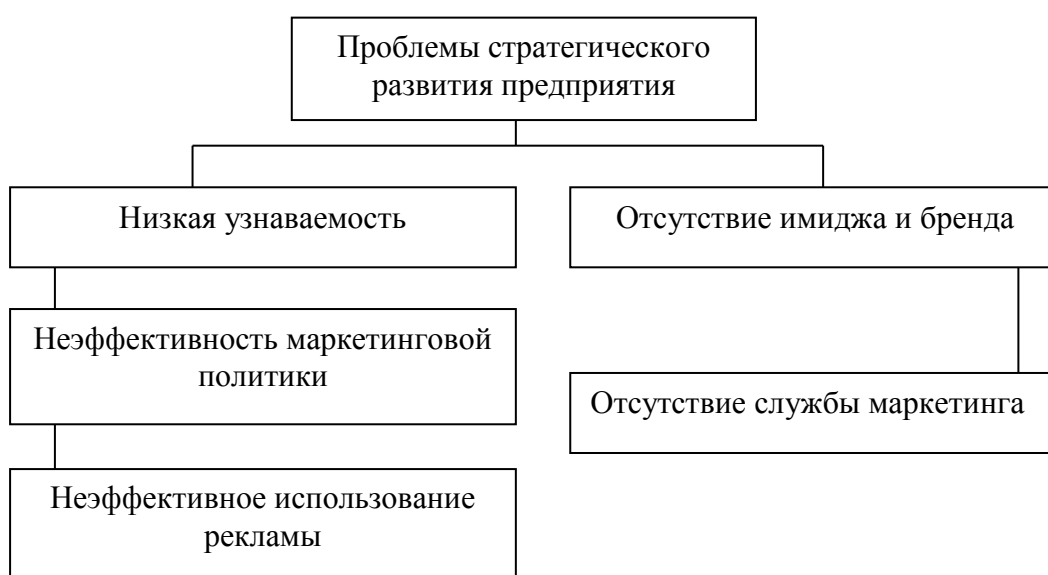 Проблемы стратегического
развития предприятия
Низкая узнаваемость
Отсутствие имиджа и бренда
Неэффективность маркетинговой
политики
Отсутствие службы маркетинга
Неэффективное использование
рекламы